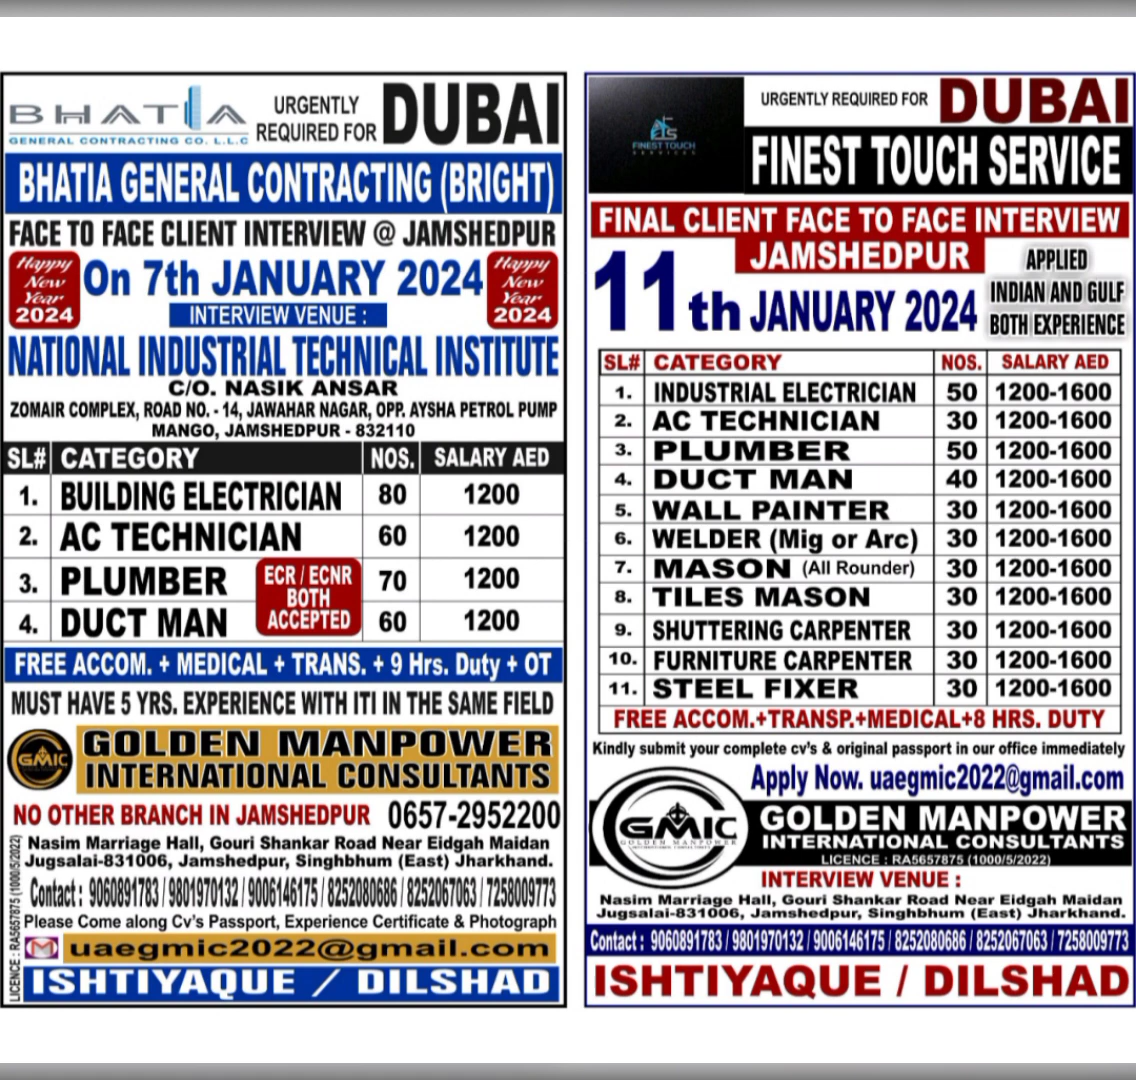 BHATIA
GENERAL CONTRACTING CO. L.L.C
URGENTLY
REQUIRED FOR
DUBAI
BHATIA GENERAL CONTRACTING (BRIGHT)
FACE TO FACE CLIENT INTERVIEW @ JAMSHEDPUR
Happy
New
Year
2024
On 7th JANUARY 2024
Happy
New
Year
2024
INTERVIEW VENUE :
NATIONAL INDUSTRIAL TECHNICAL INSTITUTE
C/O. NASIK ANSAR
ZOMAIR COMPLEX, ROAD NO. - 14, JAWAHAR NAGAR, OPP. AYSHA PETROL PUMP
MANGO, JAMSHEDPUR - 832110
SL# CATEGORY NOS. SALARY AED
1. BUILDING ELECTRICIAN 80 1200
2. AC TECHNICIAN 60 1200
3. PLUMBER 70 1200
4. DUCT MAN 60 1200
ECR / ECNR
BOTH
ACCEPTED
FREE ACCOM. + MEDICAL + TRANS. + 9 Hrs. Duty + OT
MUST HAVE 5 YRS. EXPERIENCE WITH ITI IN THE SAME FIELD
GMIC
GOLDEN MANPOWER
INTERNATIONAL CONSULTANTS
NO OTHER BRANCH IN JAMSHEDPUR 0657-2952200
Nasim Marriage Hall, Gouri Shankar Road Near Eidgah Maidan
Jugsalai-831006, Jamshedpur, Singhbhum (East) Jharkhand.
Contact : 9060891783 / 9801970132 / 9006146175 / 8252080686 / 8252067063 / 7258009773
Please Come along Cv's Passport, Experience Certificate & Photograph
uaegmic2022@gmail.com
ISHTIYAQUE / DILSHAD
LICENCE : RA5657875 (1000/5/2022)
FINEST TOUCH
SERVICES
URGENTLY REQUIRED FOR DUBAI
FINEST TOUCH SERVICE
FINAL CLIENT FACE TO FACE INTERVIEW
JAMSHEDPUR
11th JANUARY 2024
APPLIED
INDIAN AND GULF
BOTH EXPERIENCE
SL# CATEGORY NOS. SALARY AED
1. INDUSTRIAL ELECTRICIAN 50 1200-1600
2. AC TECHNICIAN 30 1200-1600
3. PLUMBER 50 1200-1600
4. DUCT MAN 40 1200-1600
5. WALL PAINTER 30 1200-1600
6. WELDER (Mig or Arc) 30 1200-1600
7. MASON (All Rounder) 30 1200-1600
8. TILES MASON 30 1200-1600
9. SHUTTERING CARPENTER 30 1200-1600
10. FURNITURE CARPENTER 30 1200-1600
11. STEEL FIXER 30 1200-1600
FREE ACCOM.+TRANSP.+MEDICAL+8 HRS. DUTY
Kindly submit your complete cv's & original passport in our office immediately
Apply Now. uaegmic2022@gmail.com
GMIC
GOLDEN MANPOWER
GOLDEN MANPOWER
INTERNATIONAL CONSULTANTS
LICENCE : RA5657875 (1000/5/2022)
INTERVIEW VENUE :
Nasim Marriage Hall, Gouri Shankar Road Near Eidgah Maidan
Jugsalai-831006, Jamshedpur, Singhbhum (East) Jharkhand.
Contact : 9060891783 / 9801970132 / 9006146175 / 8252080686 / 8252067063 / 7258009773
ISHTIYAQUE / DILSHAD